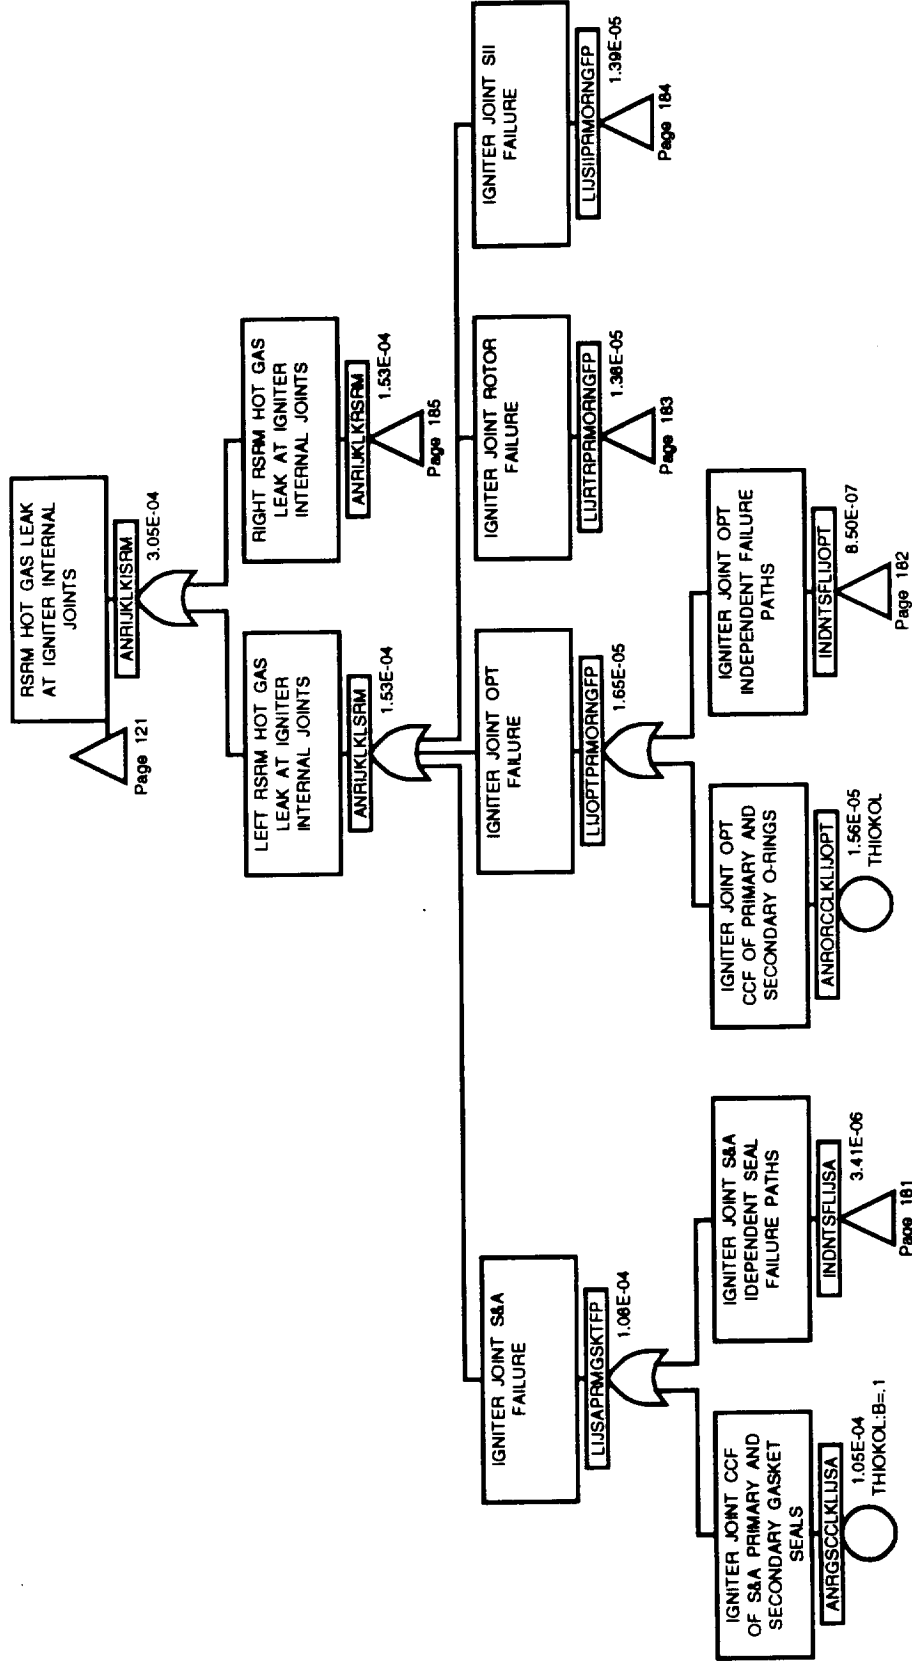 RSRM HOT GAS LEAK
AT IGNITER INTERNAL
JOINTS
ANRIJKLKISRM
3.05E-04
Page 121
LEFT RSRM HOT GAS
LEAK AT IGNITER
INTERNAL JOINTS
ANRIJKLKLSRM
1.53E-04
RIGHT RSRM HOT GAS
LEAK AT IGNITER
INTERNAL JOINTS
ANRIJKLKRSRM
1.53E-04
Page 185
IGNITER JOINT S&A
FAILURE
LIJSAPRMGSKTFP
1.08E-04
IGNITER JOINT OPT
FAILURE
LIJOPTPRMORNGFP
1.65E-05
IGNITER JOINT ROTOR
FAILURE
LIJRTRPRMORNGFP
1.38E-05
Page 183
IGNITER JOINT SII
FAILURE
LIJSIIPRMORNGFP
1.39E-05
Page 184
IGNITER JOINT CCF
OF S&A PRIMARY AND
SECONDARY GASKET
SEALS
ANRGSCCLKLIJSA
1.05E-04
THIOKOL:B=.1
IGNITER JOINT S&A
IDEPENDENT SEAL
FAILURE PATHS
INDNTSFLIJSA
3.41E-06
Page 181
IGNITER JOINT OPT
CCF OF PRIMARY AND
SECONDARY O-RINGS
ANRORCCLKLIJOPT
1.56E-05
THIOKOL
IGNITER JOINT OPT
INDEPENDENT FAILURE
PATHS
INDNTSFLIJOPT
8.50E-07
Page 182